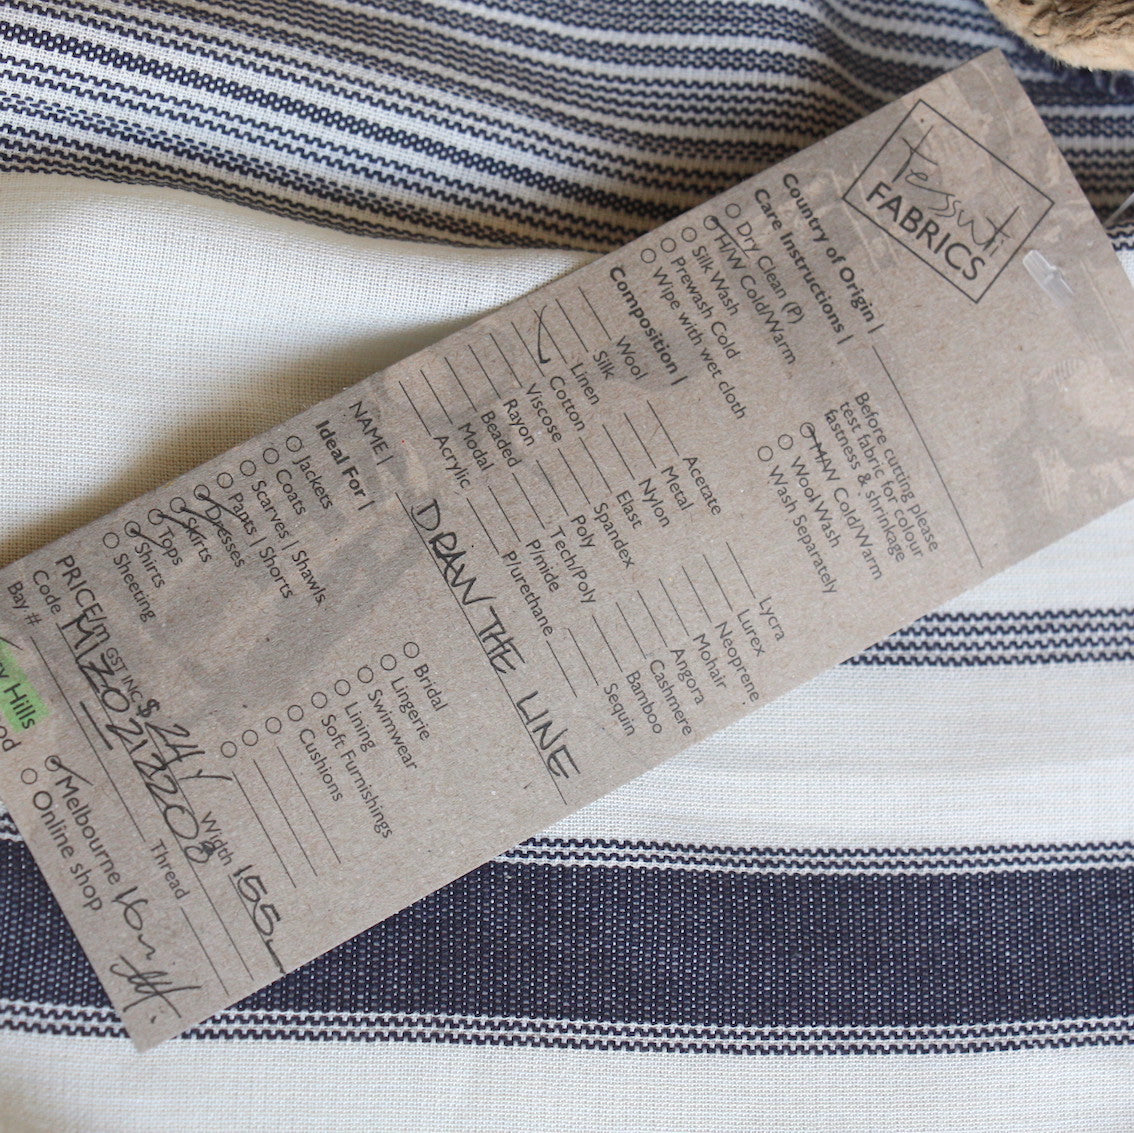 Tessuti
FABRICS
Country of Origin |
Care Instructions |
Dry Clean (P)
H/W Cold/Warm
Silk Wash
Prewash Cold
Wipe with wet cloth
Before cutting please
test fabric for colour
fastness & shrinkage
M/W Cold/Warm
Wool Wash
Wash Separately
Composition |
Wool
Silk
Linen
Cotton
Viscose
Rayon
Beaded
Modal
Acrylic
Acetate
Metal
Nylon
Elast
Spandex
Poly
Tech/Poly
P/mide
P/urethane
Lycra
Lurex
Neoprene
Mohair
Angora
Cashmere
Bamboo
Sequin
NAME | DRAW THE LINE
Ideal For |
Jackets
Coats
Scarves | Shawls
Pants | Shorts
Dresses
Skirts
Tops
Shirts
Sheeting
Bridal
Lingerie
Swimwear
Lining
Soft Furnishings
Cushions
PRICE/m GST INC $24/ Width 155
Code MIZZ0212208
Bay # Thread
Hills
Melbourne 16m
Online shop